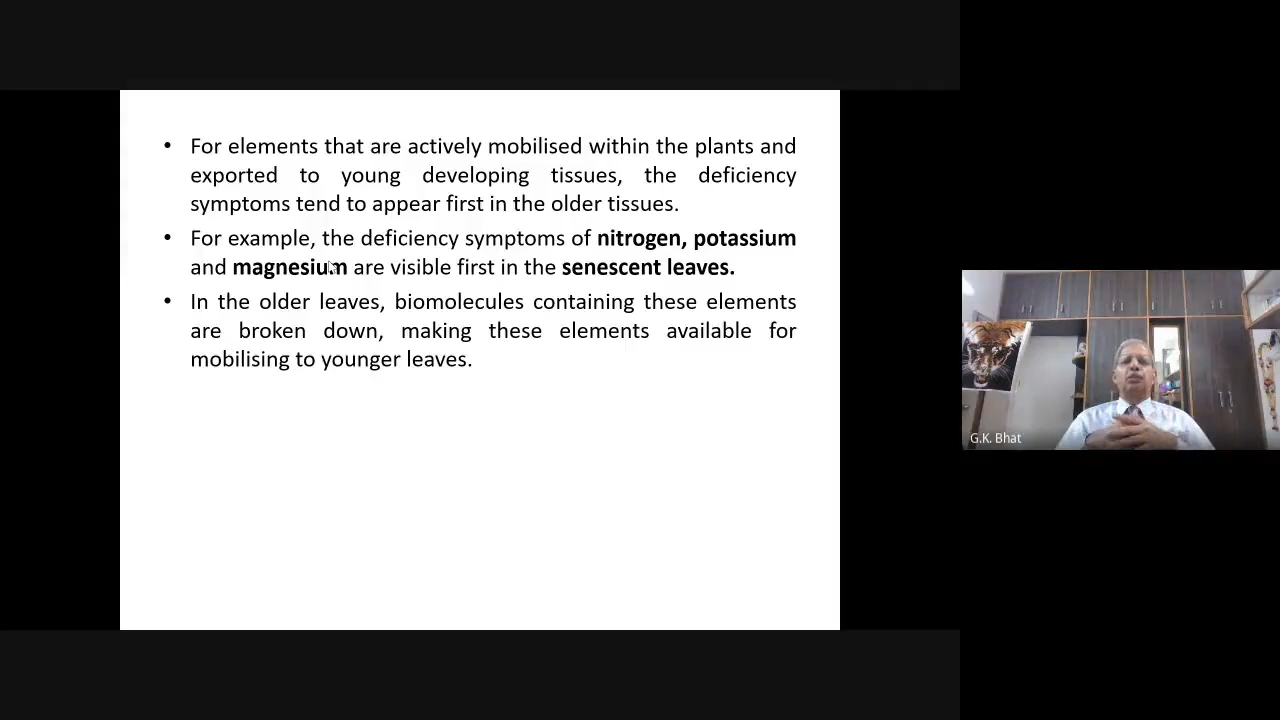 • For elements that are actively mobilised within the plants and
exported to young developing tissues, the deficiency
symptoms tend to appear first in the older tissues.
• For example, the deficiency symptoms of nitrogen, potassium
and magnesium are visible first in the senescent leaves.
• In the older leaves, biomolecules containing these elements
are broken down, making these elements available for
mobilising to younger leaves.
G.K. Bhat